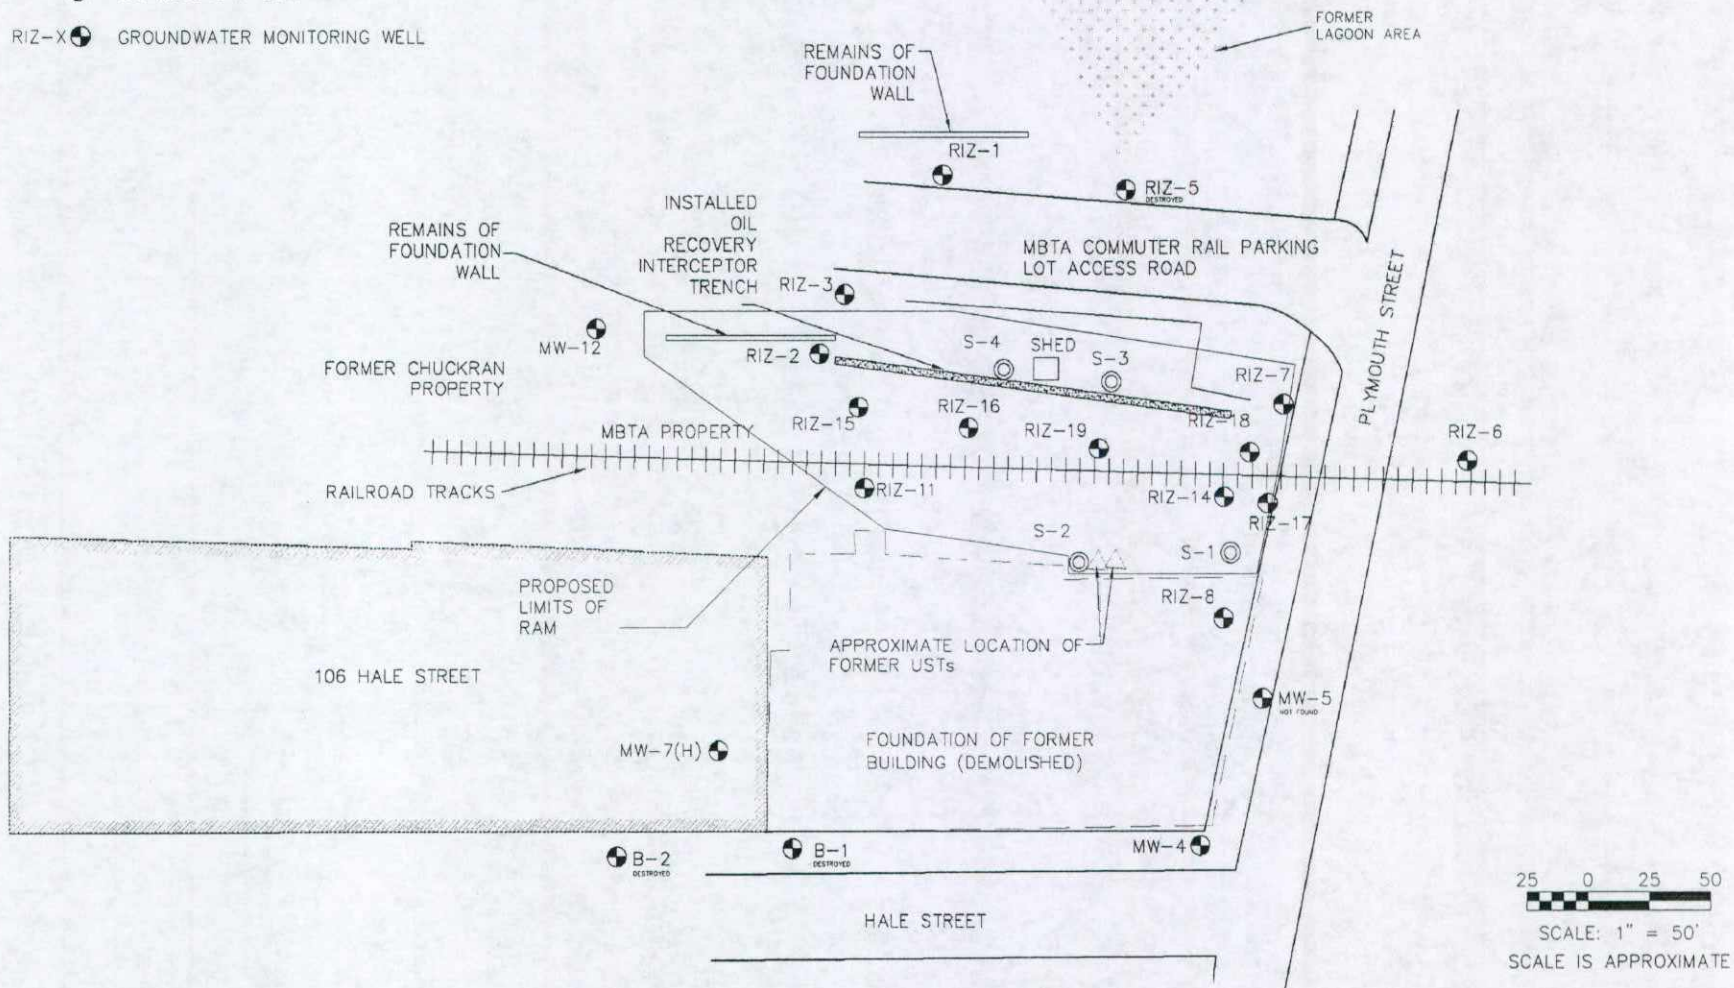 RIZ-X GROUNDWATER MONITORING WELL
FORMER
LAGOON AREA
REMAINS OF
FOUNDATION
WALL
RIZ-1
RIZ-5
DESTROYED
INSTALLED
OIL
RECOVERY
INTERCEPTOR
TRENCH
REMAINS OF
FOUNDATION
WALL
MBTA COMMUTER RAIL PARKING
LOT ACCESS ROAD
PLYMOUTH STREET
RIZ-3
MW-12
RIZ-2
S-4
SHED
S-3
RIZ-7
FORMER CHUCKRAN
PROPERTY
RIZ-15
RIZ-16
RIZ-19
RIZ-18
RIZ-6
MBTA PROPERTY
RAILROAD TRACKS
RIZ-11
RIZ-14
RIZ-17
S-2
S-1
PROPOSED
LIMITS OF
RAM
RIZ-8
APPROXIMATE LOCATION OF
FORMER USTs
106 HALE STREET
MW-5
NOT FOUND
MW-7(H)
FOUNDATION OF FORMER
BUILDING (DEMOLISHED)
B-2
DESTROYED
B-1
DESTROYED
MW-4
HALE STREET
25 0 25 50
SCALE: 1" = 50'
SCALE IS APPROXIMATE